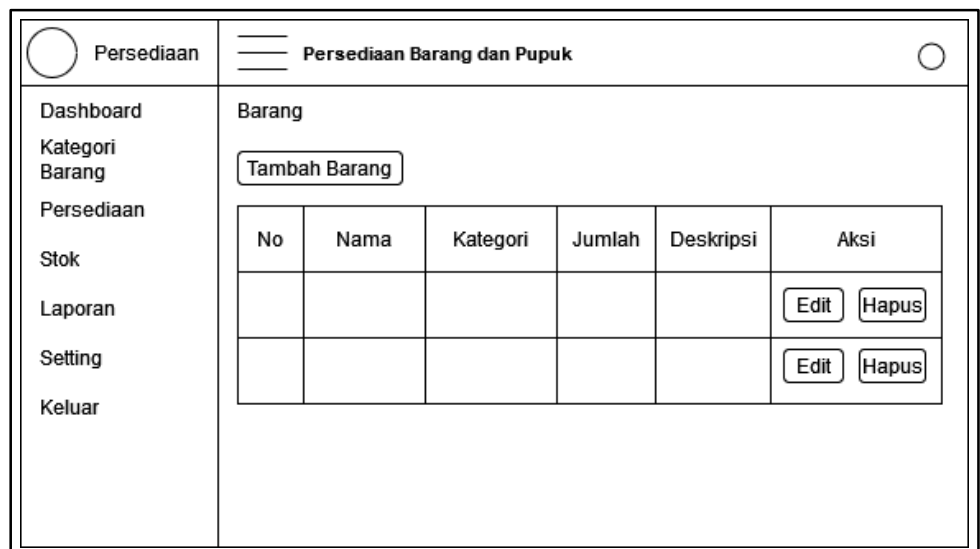 Persediaan
Persediaan Barang dan Pupuk
Dashboard
Kategori
Barang
Persediaan
Stok
Laporan
Setting
Keluar
Barang
Tambah Barang
No Nama Kategori Jumlah Deskripsi Aksi
Edit Hapus
Edit Hapus